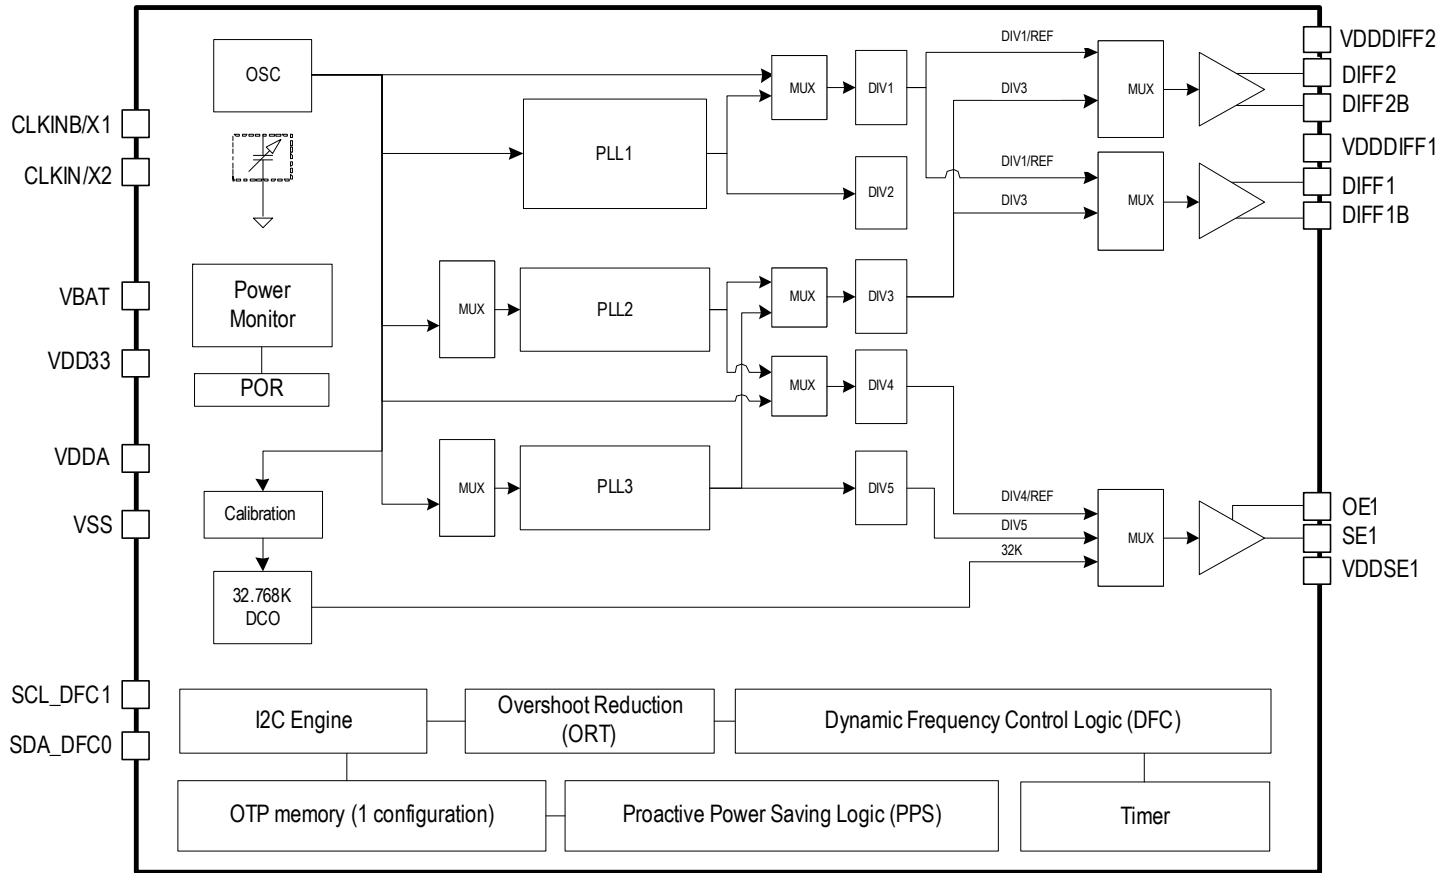 VDDDIFF2
DIV1/REF
OSC
DIFF2
MUX
DIV1
DIV3
MUX
DIFF2B
CLKINB/X1
VDDDIFF1
PLL1
DIV1/REF
CLKIN/X2
DIFF1
DIV2
DIV3
MUX
DIFF1B
VBAT
Power
Monitor
MUX
PLL2
MUX
DIV3
VDD33
POR
MUX
DIV4
VDDA
MUX
PLL3
DIV5
DIV4/REF
OE1
Calibration
VSS
DIV5
MUX
SE1
32K
VDDSE1
32.768K
DCO
SCL_DFC1
I2C Engine
Overshoot Reduction
(ORT)
Dynamic Frequency Control Logic (DFC)
SDA_DFC0
OTP memory (1 configuration)
Proactive Power Saving Logic (PPS)
Timer